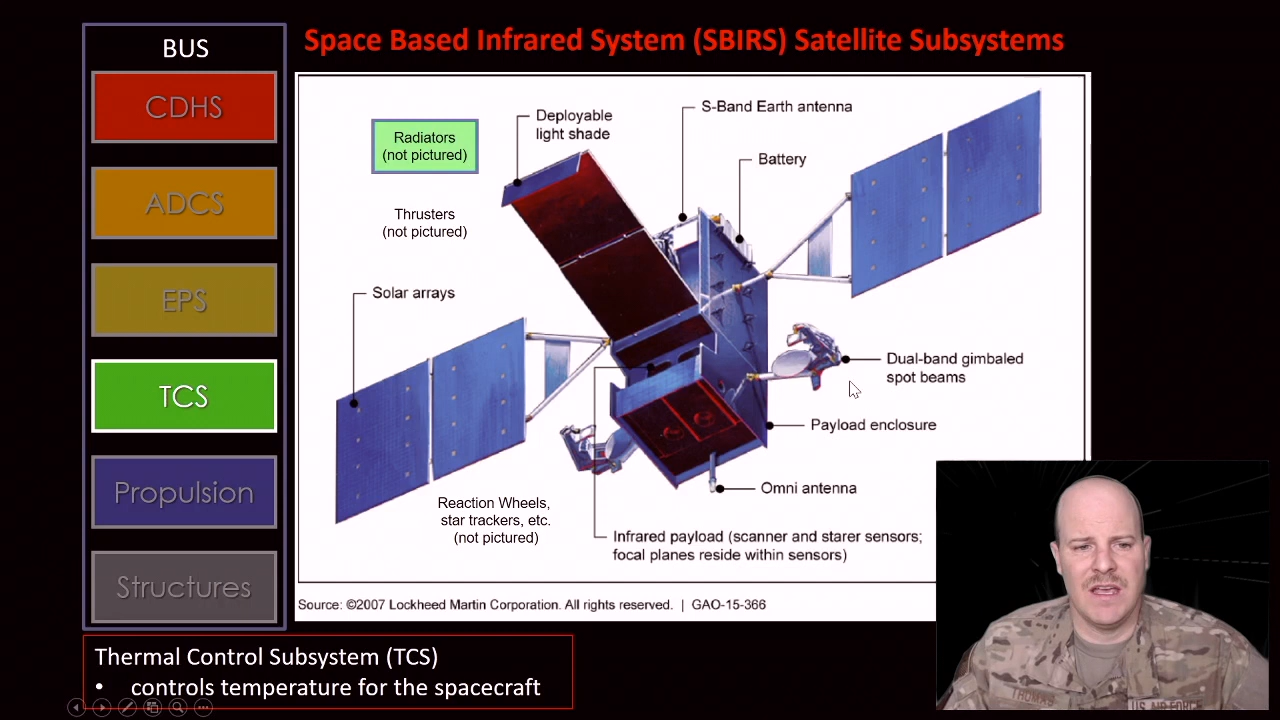 Space Based Infrared System (SBIRS) Satellite Subsystems
BUS
CDHS
ADCS
EPS
TCS
Propulsion
Structures
Radiators
(not pictured)
Deployable
light shade
S-Band Earth antenna
Battery
Thrusters
(not pictured)
Solar arrays
Dual-band gimbaled
spot beams
Payload enclosure
Omni antenna
Reaction Wheels,
star trackers, etc.
(not pictured)
Infrared payload (scanner and starer sensors;
focal planes reside within sensors)
Source: ©2007 Lockheed Martin Corporation. All rights reserved. | GAO-15-366
Thermal Control Subsystem (TCS)
• controls temperature for the spacecraft
THOMAS
U.S. AIR FORCE